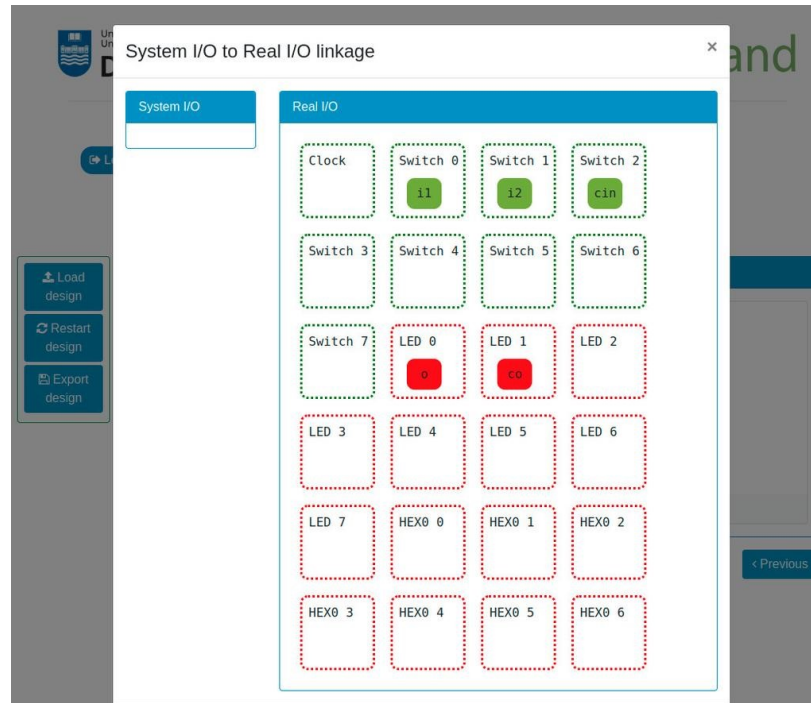 Un
Un
D
and
System I/O to Real I/O linkage
×
System I/O
Real I/O
Clock
Switch 0
Switch 1
Switch 2
i1
i2
cin
Switch 3
Switch 4
Switch 5
Switch 6
Switch 7
LED 0
LED 1
LED 2
o
co
LED 3
LED 4
LED 5
LED 6
LED 7
HEX0 0
HEX0 1
HEX0 2
HEX0 3
HEX0 4
HEX0 5
HEX0 6
Lo
Load
design
Restart
design
Export
design
< Previous